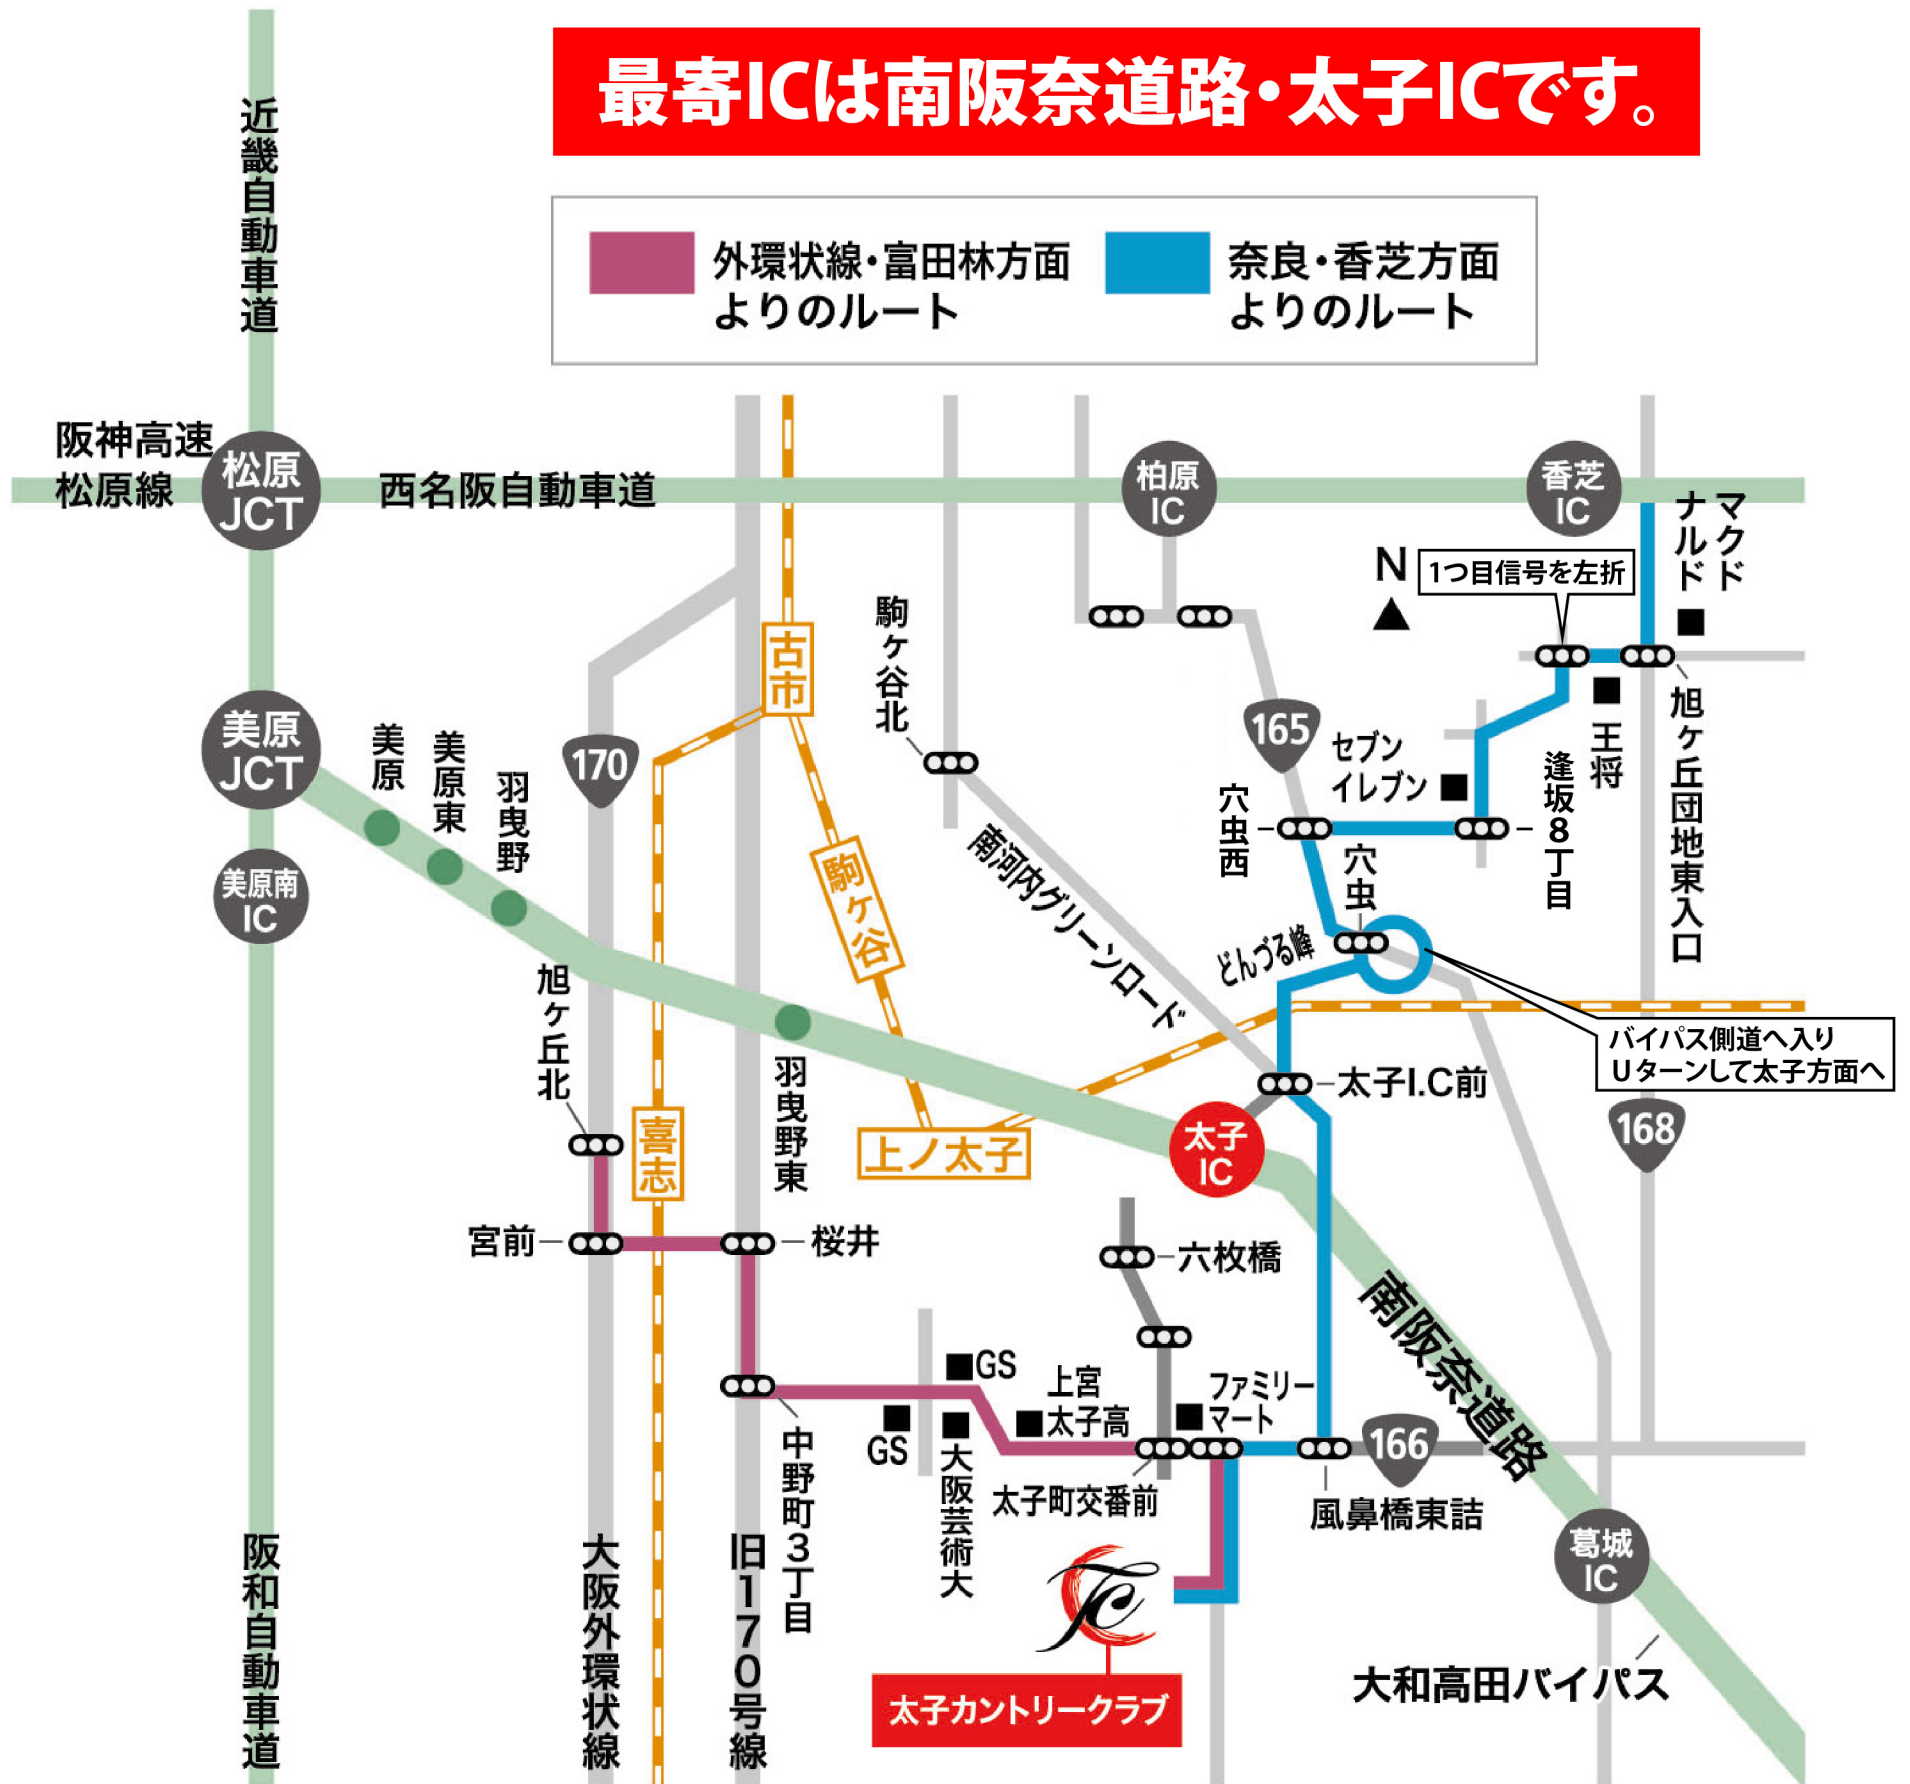 最寄ICは南阪奈道路・太子ICです。
外環状線・富田林方面
よりのルート
奈良・香芝方面
よりのルート
近畿自動車道
阪神高速
松原線
松原
JCT
西名阪自動車道
柏原
IC
香芝
IC
マクド
ナルド
N
1つ目信号を左折
古市
駒ヶ谷北
165
セブン
イレブン
王将
逢坂8丁目
旭ヶ丘団地東入口
170
美原
JCT
美原
美原東
羽曳野
美原南
IC
穴虫西
穴虫
駒ヶ谷
南河内グリーンロード
どんづる峰
バイパス側道へ入り
Uターンして太子方面へ
旭ヶ丘北
羽曳野東
太子I.C前
168
喜志
上ノ太子
太子
IC
宮前
桜井
六枚橋
南阪奈道路
GS
GS
上宮
太子高
ファミリー
マート
166
大阪芸術大
太子町交番前
風鼻橋東詰
中野町3丁目
葛城
IC
阪和自動車道
大阪外環状線
旧170号線
TC
太子カントリークラブ
大和高田バイパス